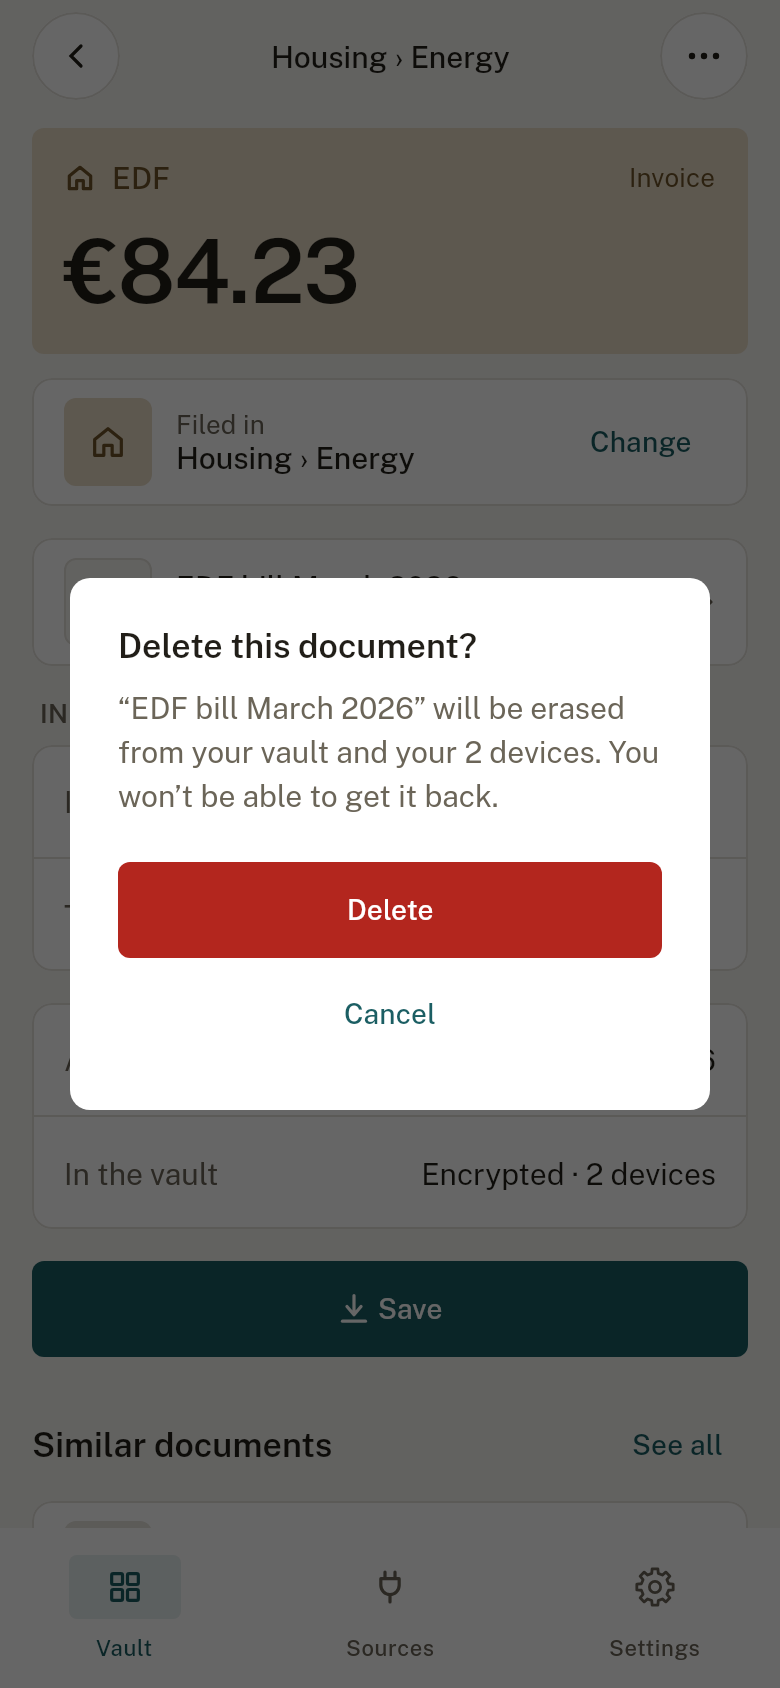 Housing › Energy
EDF
Invoice
€84.23
Filed in
Housing › Energy
Change
Delete this document?
“EDF bill March 2026” will be erased
from your vault and your 2 devices. You
won’t be able to get it back.
Delete
Cancel
In the vault
Encrypted · 2 devices
Save
Similar documents
See all
Vault
Sources
Settings